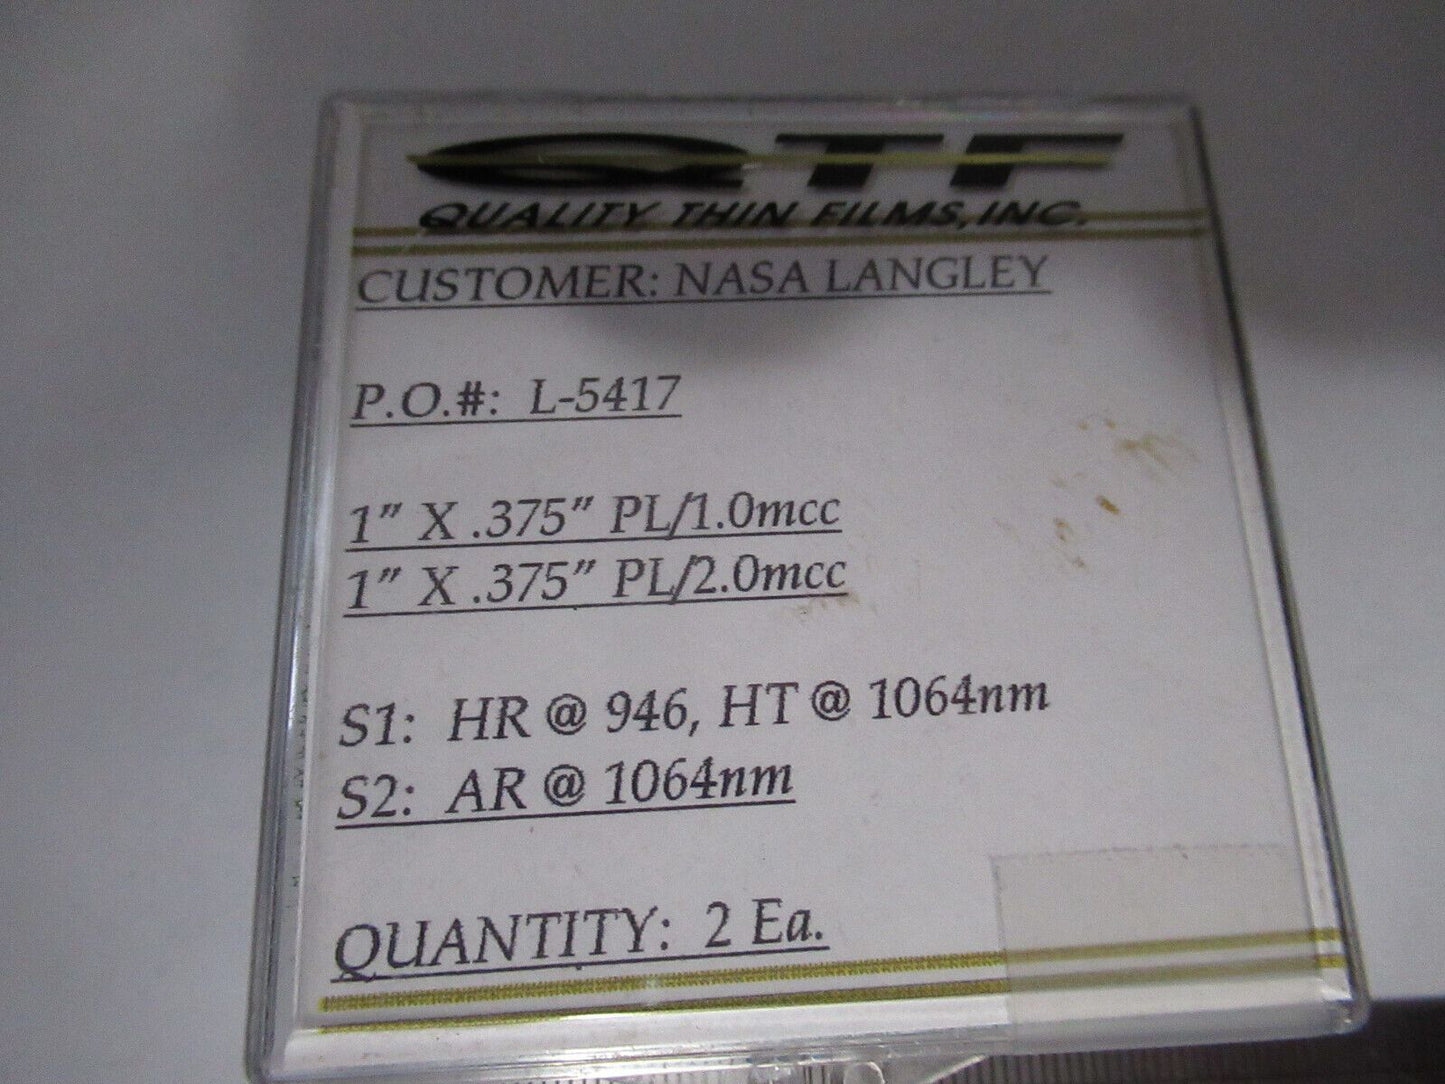 QTF
QUALITY THIN FILMS, INC.
CUSTOMER: NASA LANGLEY
P.O.#: L-5417
1" X .375" PL/1.0mcc
1" X .375" PL/2.0mcc
S1: HR @ 946, HT @ 1064nm
S2: AR @ 1064nm
QUANTITY: 2 Ea.